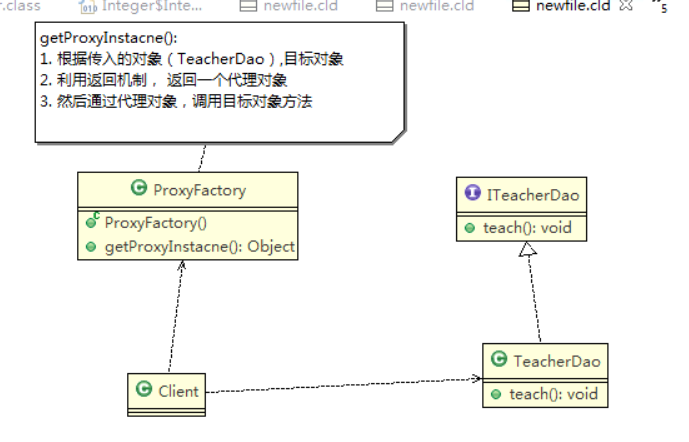 r.class Integer$Inte... newfile.cld newfile.cld newfile.cld 5
getProxyInstacne():
1. 根据传入的对象（TeacherDao）,目标对象
2. 利用返回机制， 返回一个代理对象
3. 然后通过代理对象，调用目标对象方法
ProxyFactory
ProxyFactory()
getProxyInstacne(): Object
ITeacherDao
teach(): void
TeacherDao
teach(): void
Client